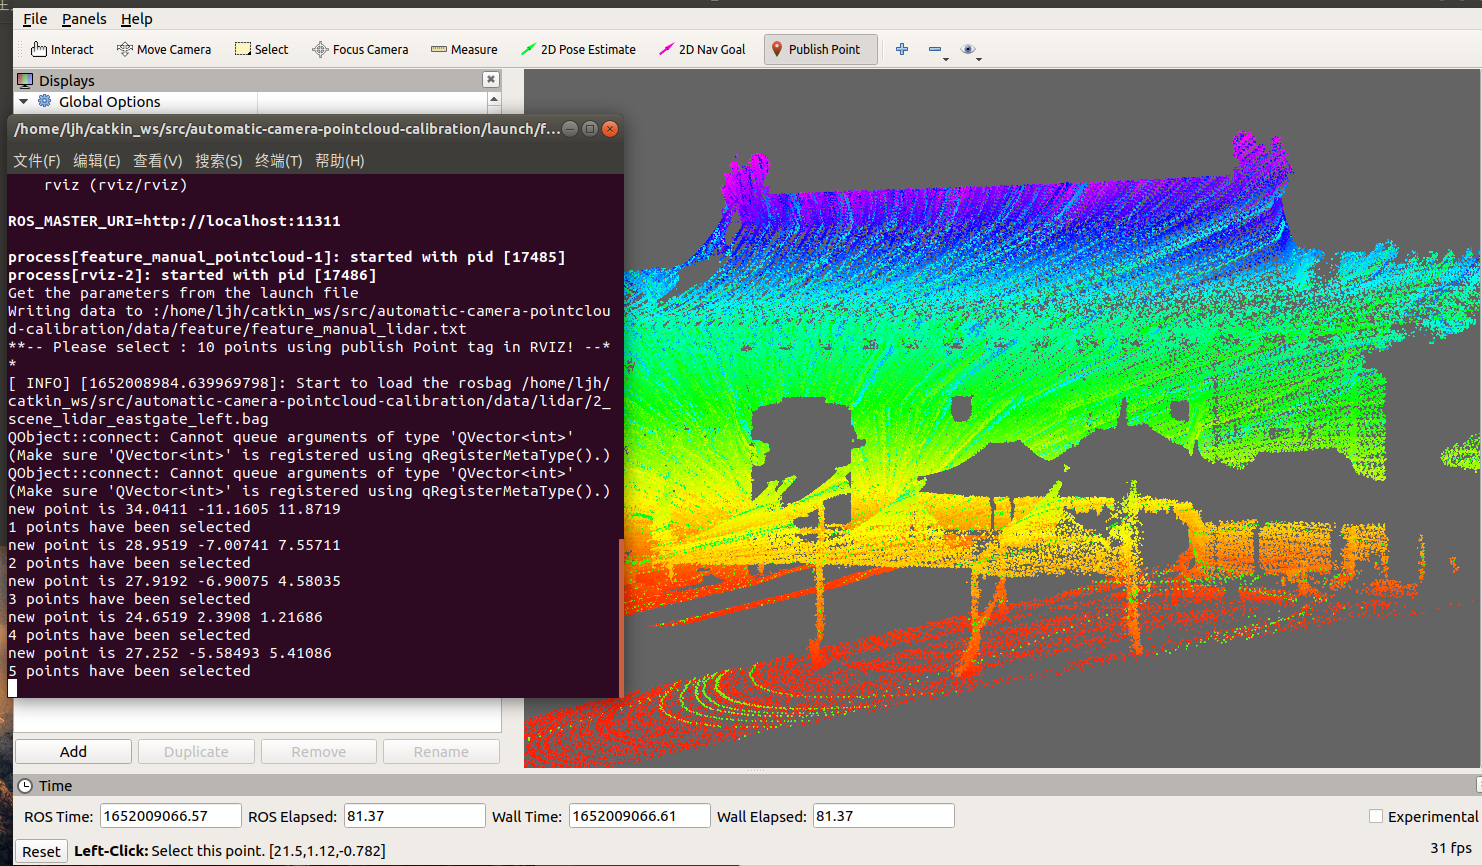 File Panels Help
Interact Move Camera Select Focus Camera Measure 2D Pose Estimate 2D Nav Goal Publish Point
Displays
Global Options
/home/ljh/catkin_ws/src/automatic-camera-pointcloud-calibration/launch/f...
文件(F) 编辑(E) 查看(V) 搜索(S) 终端(T) 帮助(H)
rviz (rviz/rviz)
ROS_MASTER_URI=http://localhost:11311
process[feature_manual_pointcloud-1]: started with pid [17485]
process[rviz-2]: started with pid [17486]
Get the parameters from the launch file
Writing data to :/home/ljh/catkin_ws/src/automatic-camera-pointclou
d-calibration/data/feature/feature_manual_lidar.txt
**-- Please select : 10 points using publish Point tag in RVIZ! --*
*
[ INFO] [1652008984.639969798]: Start to load the rosbag /home/ljh/
catkin_ws/src/automatic-camera-pointcloud-calibration/data/lidar/2_
scene_lidar_eastgate_left.bag
QObject::connect: Cannot queue arguments of type 'QVector<int>'
(Make sure 'QVector<int>' is registered using qRegisterMetaType().)
QObject::connect: Cannot queue arguments of type 'QVector<int>'
(Make sure 'QVector<int>' is registered using qRegisterMetaType().)
new point is 34.0411 -11.1605 11.8719
1 points have been selected
new point is 28.9519 -7.00741 7.55711
2 points have been selected
new point is 27.9192 -6.90075 4.58035
3 points have been selected
new point is 24.6519 2.3908 1.21686
4 points have been selected
new point is 27.252 -5.58493 5.41086
5 points have been selected
Add Duplicate Remove Rename
Time
ROS Time: 1652009066.57 ROS Elapsed: 81.37 Wall Time: 1652009066.61 Wall Elapsed: 81.37 Experimental
Reset Left-Click: Select this point. [21.5,1.12,-0.782] 31 fps